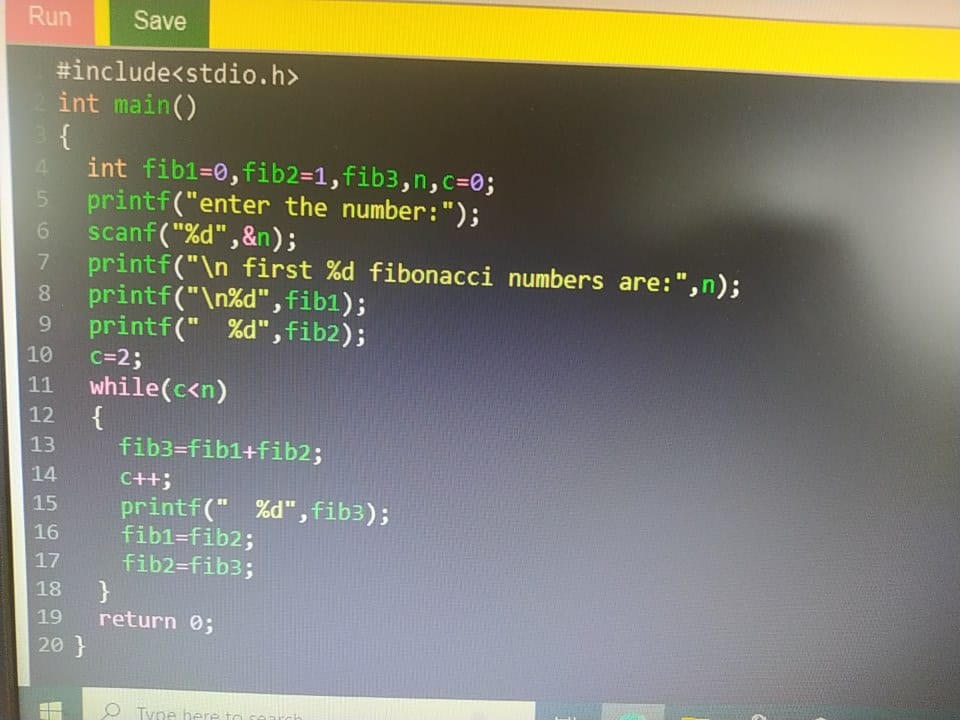 Run Save
1 #include<stdio.h>
2 int main()
3 {
4 int fib1=0,fib2=1,fib3,n,c=0;
5 printf("enter the number:");
6 scanf("%d",&n);
7 printf("\n first %d fibonacci numbers are:",n);
8 printf("\n%d",fib1);
9 printf("  %d",fib2);
10 c=2;
11 while(c<n)
12 {
13 fib3=fib1+fib2;
14 c++;
15 printf("  %d",fib3);
16 fib1=fib2;
17 fib2=fib3;
18 }
19 return 0;
20 }
Type here to search